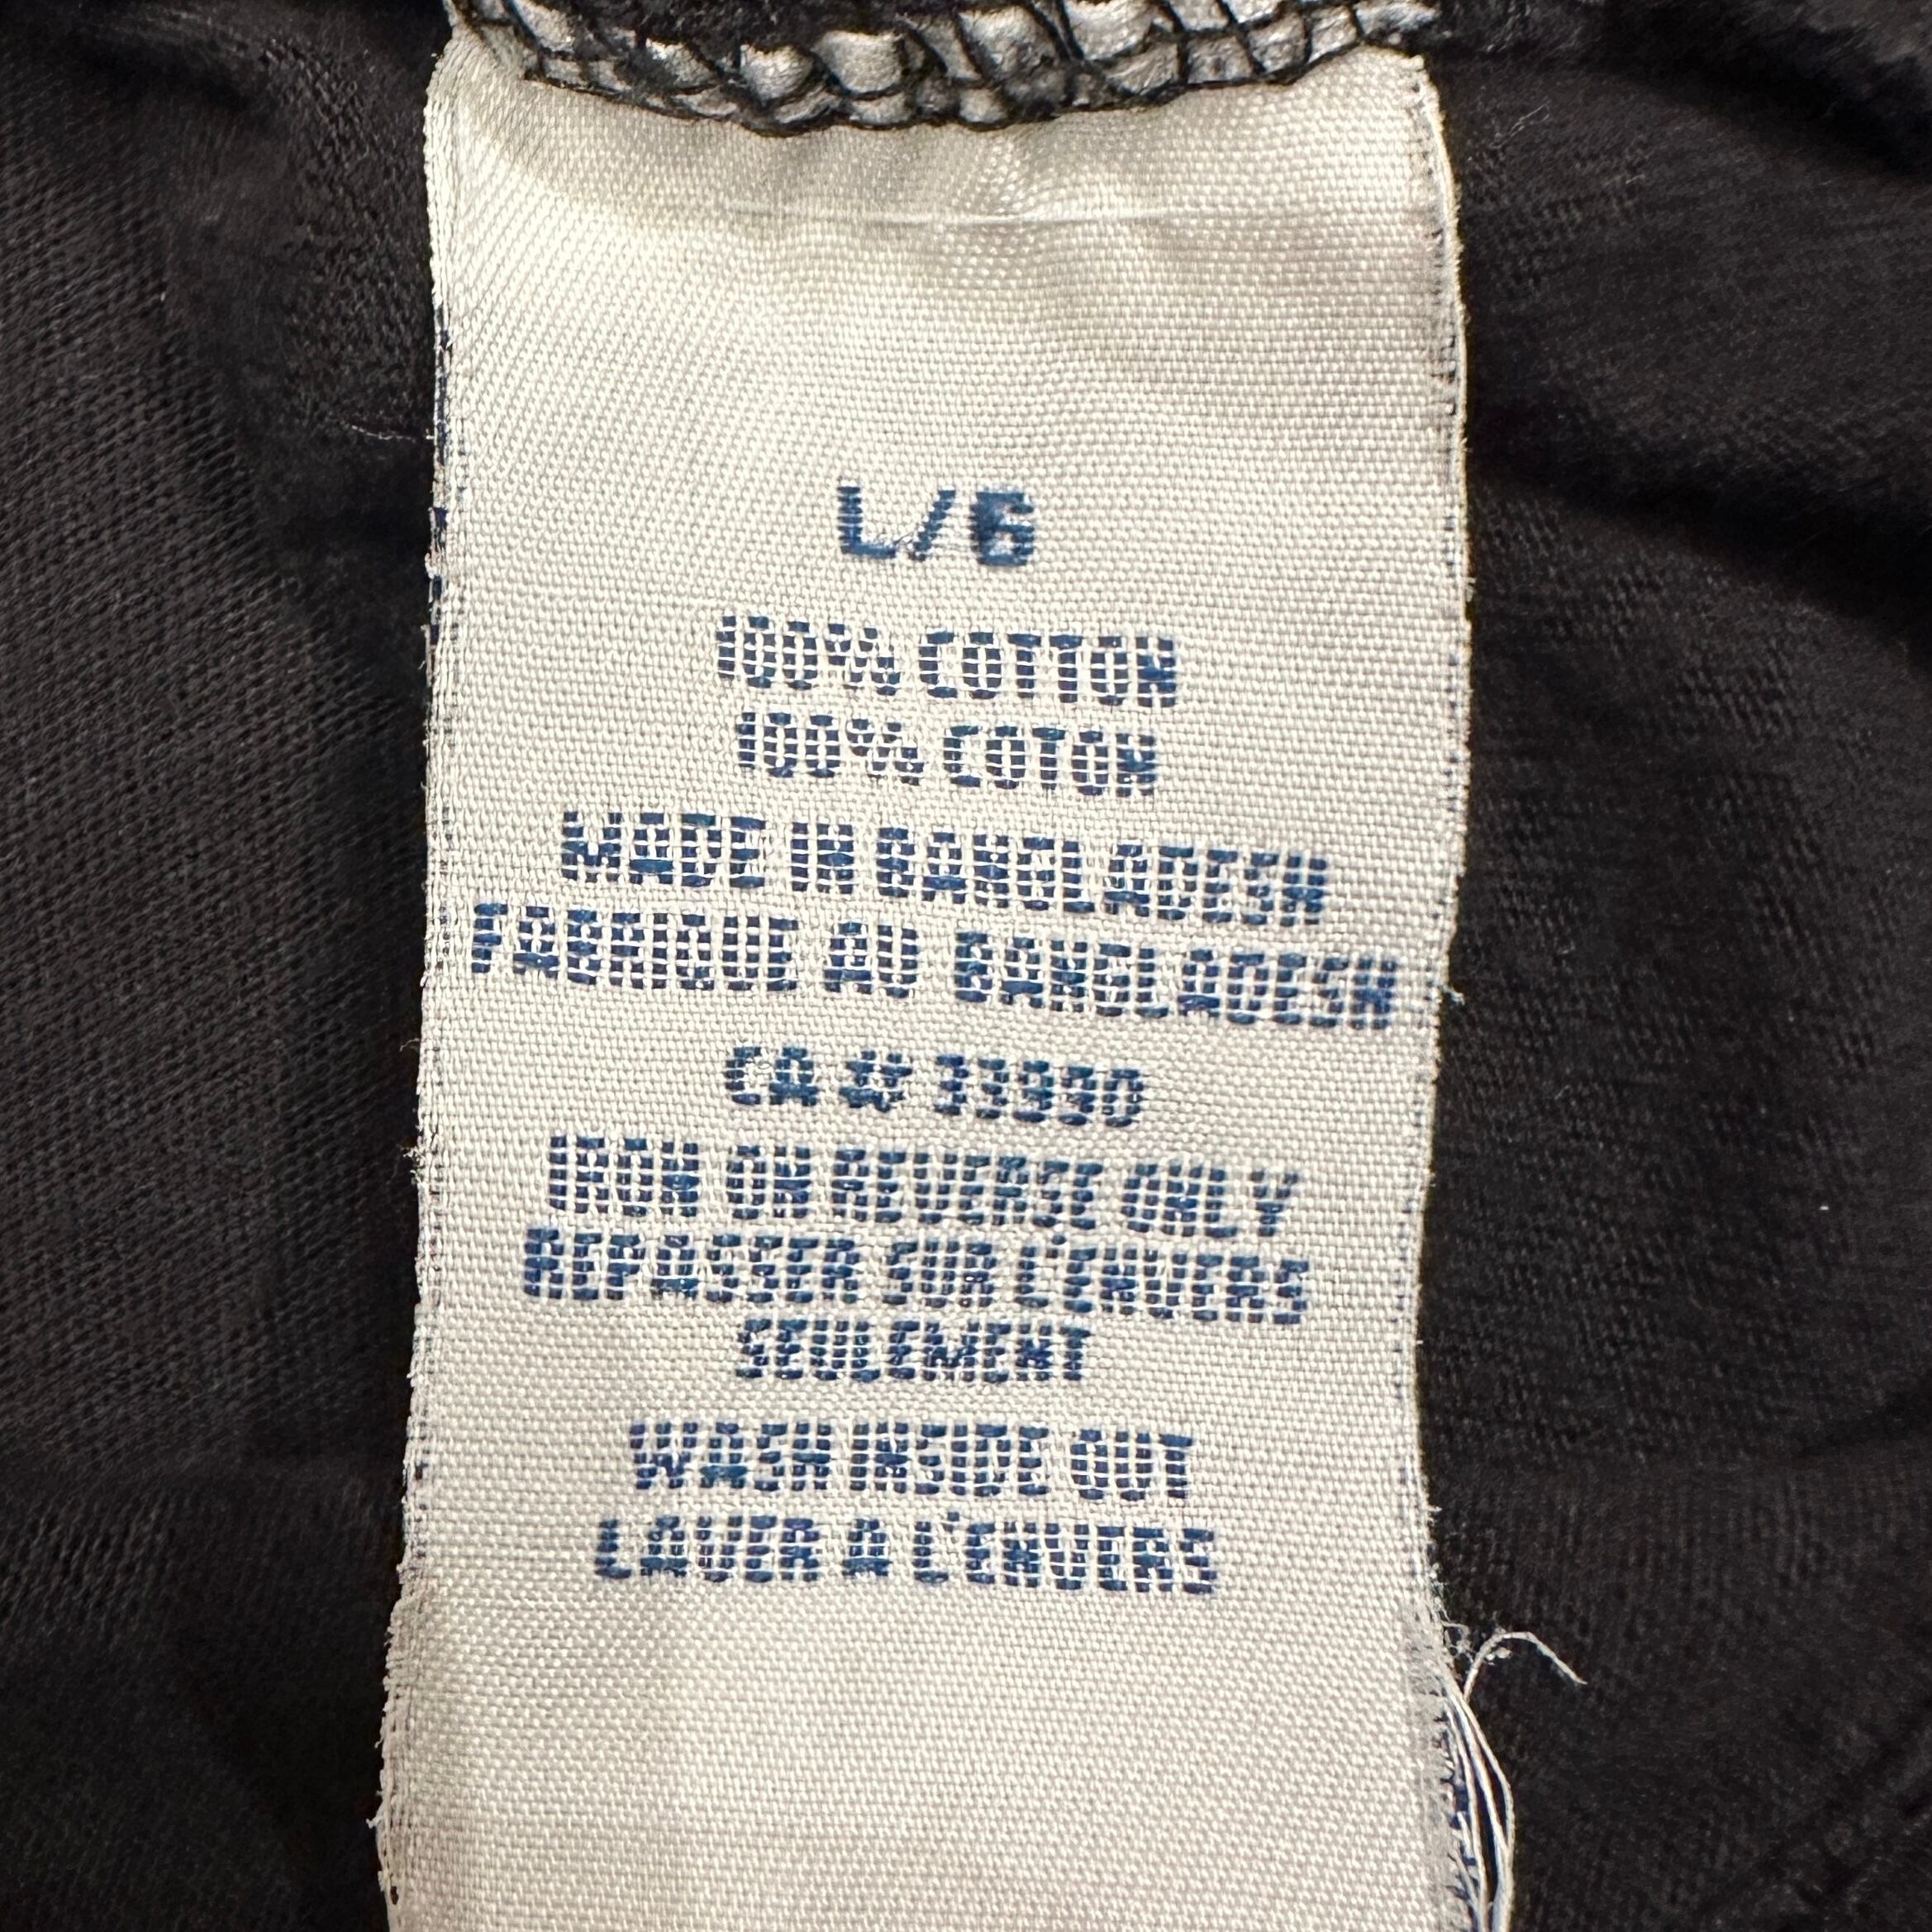 L/6
100% COTTON
100% COTON
MADE IN BANGLADESH
FABRIQUE AU BANGLADESH
CA# 33990
IRON ON REVERSE ONLY
REPASSER SUR L'ENVERS
SEULEMENT
WASH INSIDE OUT
LAVER A L'ENVERS